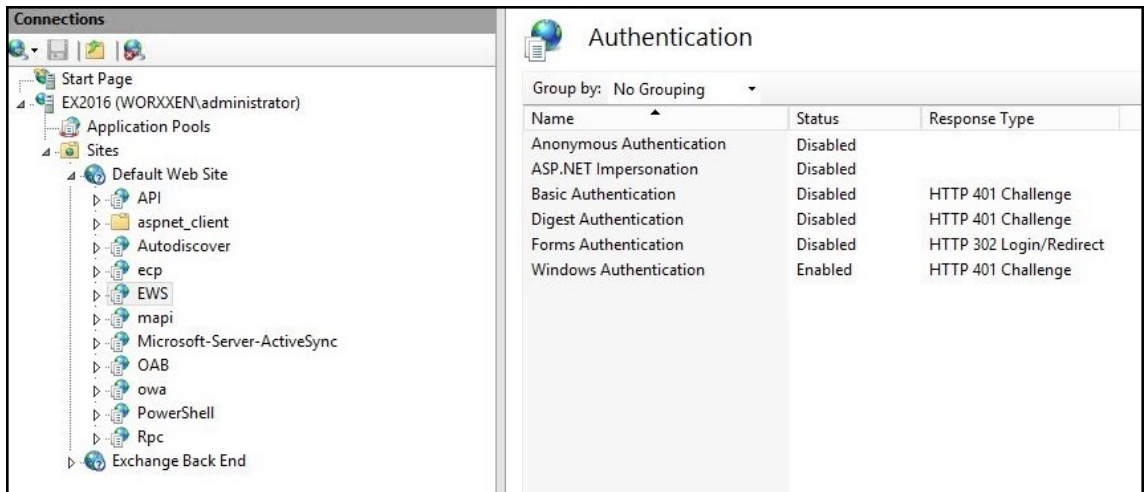 Connections
Start Page
EX2016 (WORXXEN\administrator)
Application Pools
Sites
Default Web Site
API
aspnet_client
Autodiscover
ecp
EWS
mapi
Microsoft-Server-ActiveSync
OAB
owa
PowerShell
Rpc
Exchange Back End
Authentication
Group by: No Grouping
Name Status Response Type
Anonymous Authentication Disabled
ASP.NET Impersonation Disabled
Basic Authentication Disabled HTTP 401 Challenge
Digest Authentication Disabled HTTP 401 Challenge
Forms Authentication Disabled HTTP 302 Login/Redirect
Windows Authentication Enabled HTTP 401 Challenge